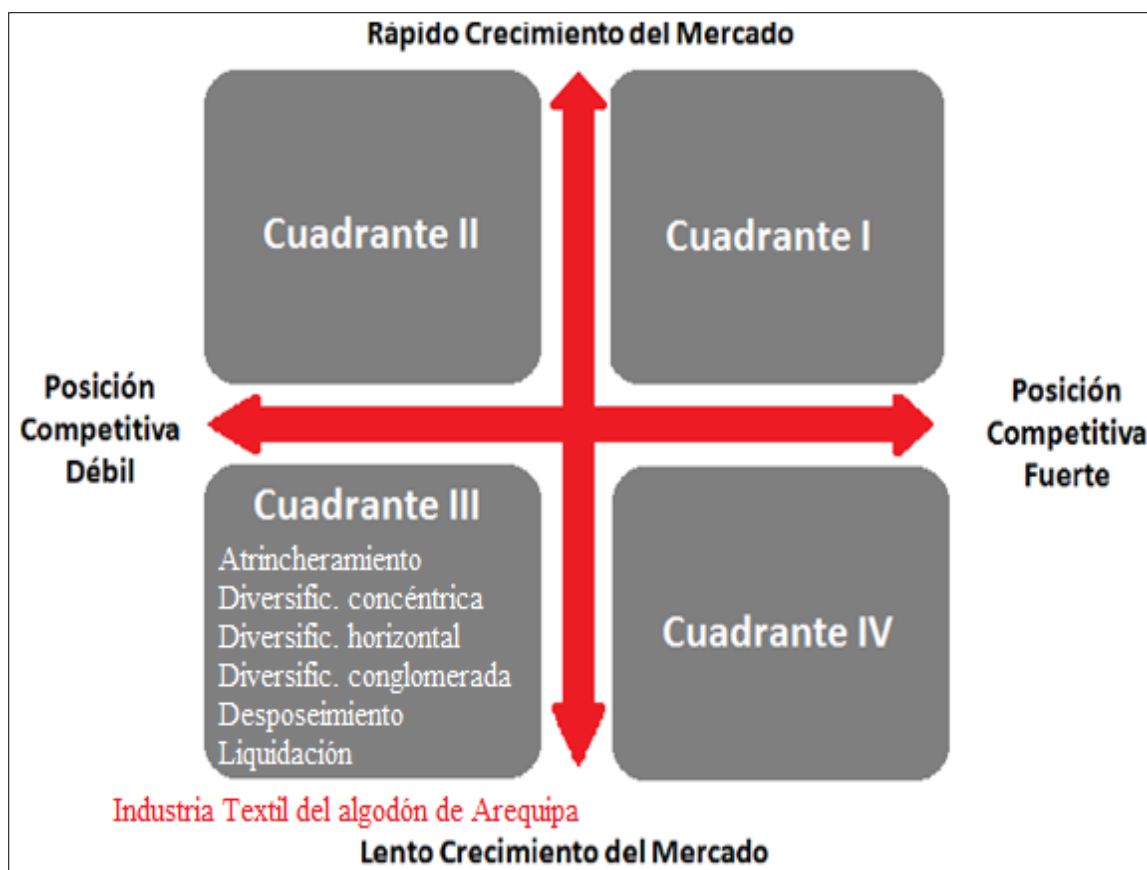 Rápido Crecimiento del Mercado
Cuadrante II
Cuadrante I
Posición
Competitiva
Débil
Posición
Competitiva
Fuerte
Cuadrante III
Atrincheramiento
Diversific. concéntrica
Diversific. horizontal
Diversific. conglomerada
Desposeimiento
Liquidación
Cuadrante IV
Industria Textil del algodón de Arequipa
Lento Crecimiento del Mercado